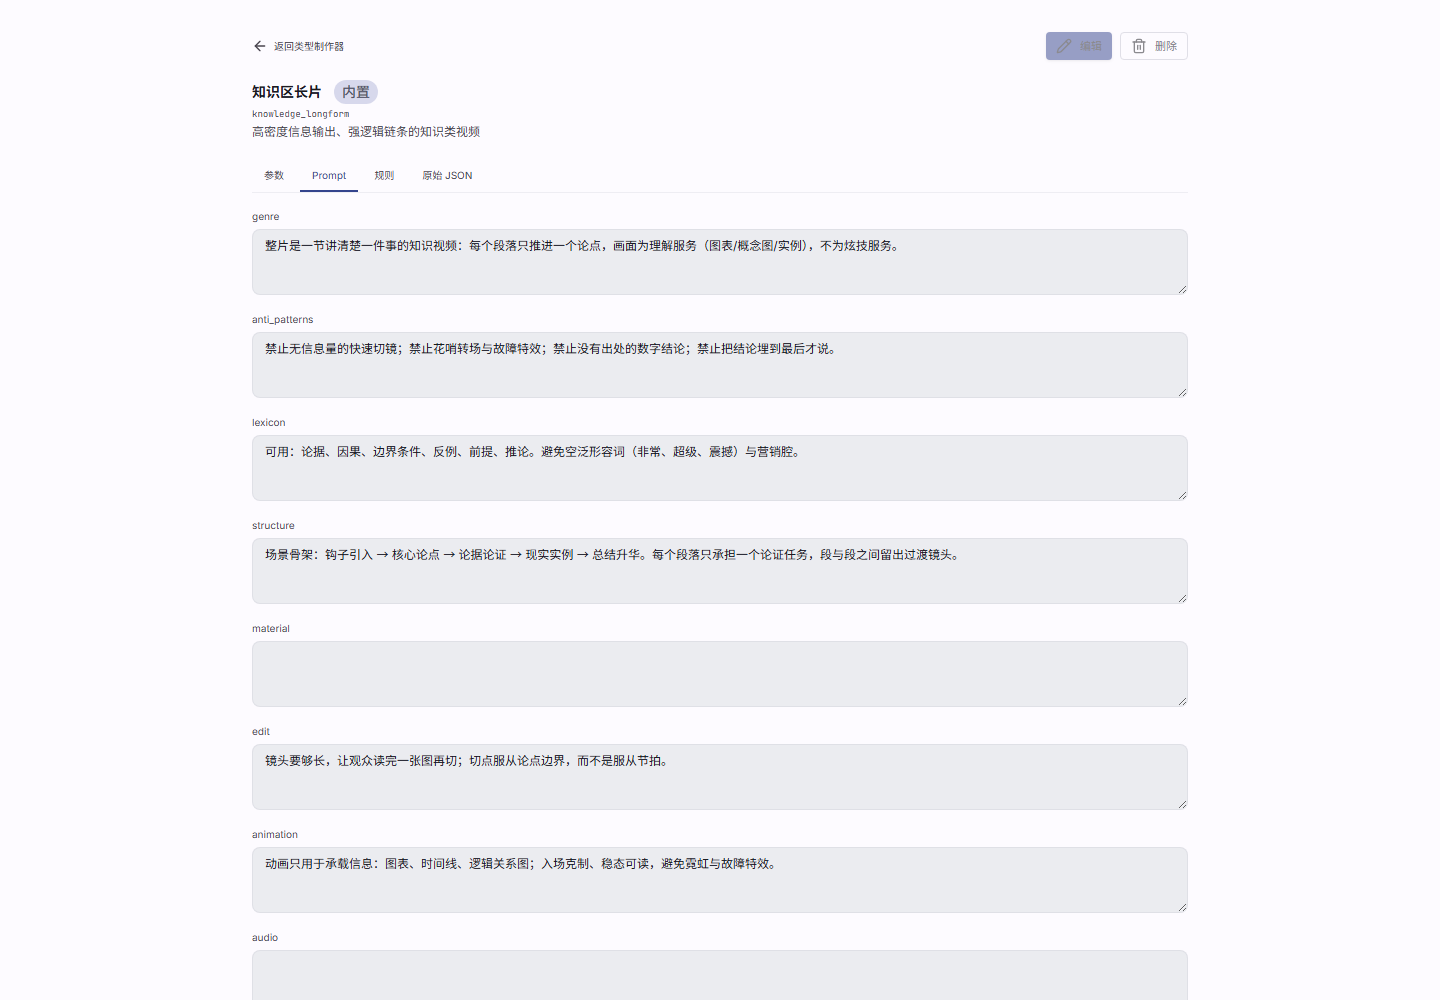 返回类型制作器
编辑
删除
知识区长片
内置
knowledge_longform
高密度信息输出、强逻辑链条的知识类视频
参数
Prompt
规则
原始 JSON
genre
整片是一节讲清楚一件事的知识视频：每个段落只推进一个论点，画面为理解服务（图表/概念图/实例），不为炫技服务。
anti_patterns
禁止无信息量的快速切镜；禁止花哨转场与故障特效；禁止没有出处的数字结论；禁止把结论埋到最后才说。
lexicon
可用：论据、因果、边界条件、反例、前提、推论。避免空泛形容词（非常、超级、震撼）与营销腔。
structure
场景骨架：钩子引入 → 核心论点 → 论据论证 → 现实实例 → 总结升华。每个段落只承担一个论证任务，段与段之间留出过渡镜头。
material
edit
镜头要够长，让观众读完一张图再切；切点服从论点边界，而不是服从节拍。
animation
动画只用于承载信息：图表、时间线、逻辑关系图；入场克制、稳态可读，避免霓虹与故障特效。
audio